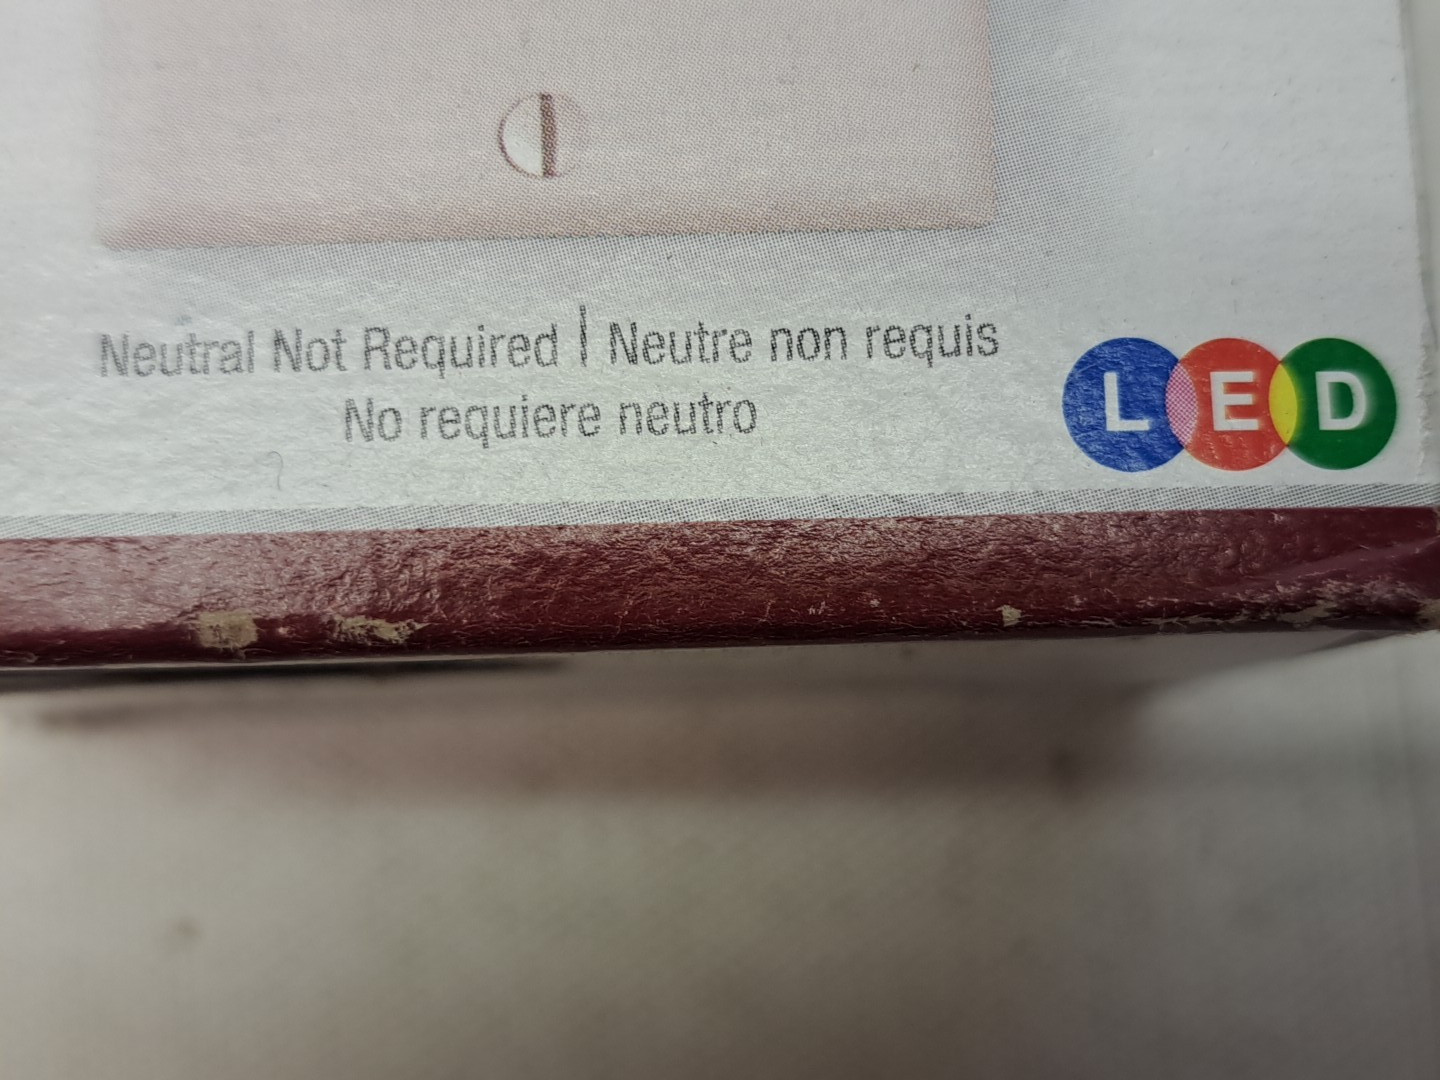 Neutral Not Required | Neutre non requis
No requiere neutro
LED